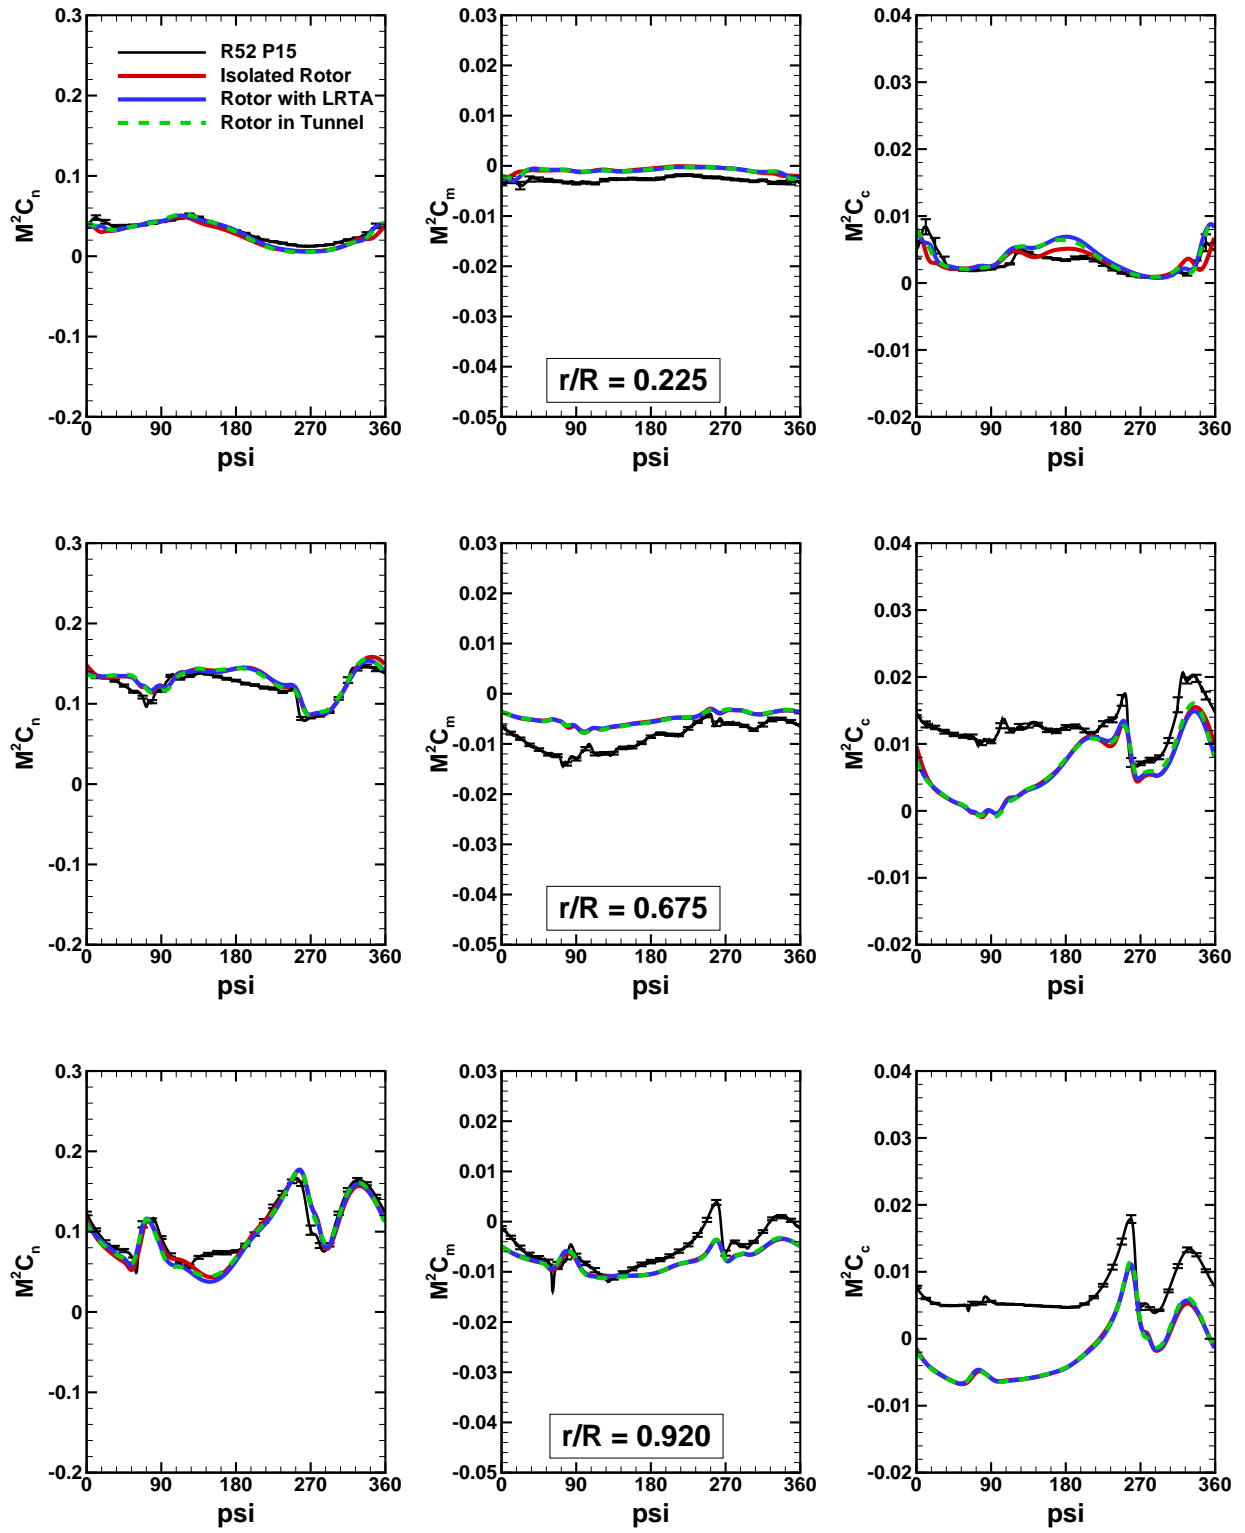 0.3
0.2
0.1
0
-0.1
-0.2
M²Cn
R52 P15
Isolated Rotor
Rotor with LRTA
Rotor in Tunnel
0 90 180 270 360
psi
0.03
0.02
0.01
0
-0.01
-0.02
-0.03
-0.04
-0.05
M²Cm
r/R = 0.225
0 90 180 270 360
psi
0.04
0.03
0.02
0.01
0
-0.01
-0.02
M²Cc
0 90 180 270 360
psi
0.3
0.2
0.1
0
-0.1
-0.2
M²Cn
0 90 180 270 360
psi
0.03
0.02
0.01
0
-0.01
-0.02
-0.03
-0.04
-0.05
M²Cm
r/R = 0.675
0 90 180 270 360
psi
0.04
0.03
0.02
0.01
0
-0.01
-0.02
M²Cc
0 90 180 270 360
psi
0.3
0.2
0.1
0
-0.1
-0.2
M²Cn
0 90 180 270 360
psi
0.03
0.02
0.01
0
-0.01
-0.02
-0.03
-0.04
-0.05
M²Cm
r/R = 0.920
0 90 180 270 360
psi
0.04
0.03
0.02
0.01
0
-0.01
-0.02
M²Cc
0 90 180 270 360
psi